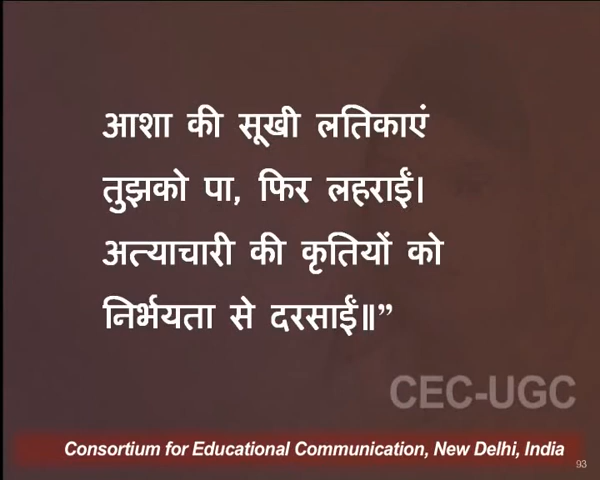 आशा की सूखी लतिकाएं
तुझको पा, फिर लहराईं।
अत्याचारी की कृतियों को
निर्भयता से दरसाईं॥”
CEC-UGC
Consortium for Educational Communication, New Delhi, India
93